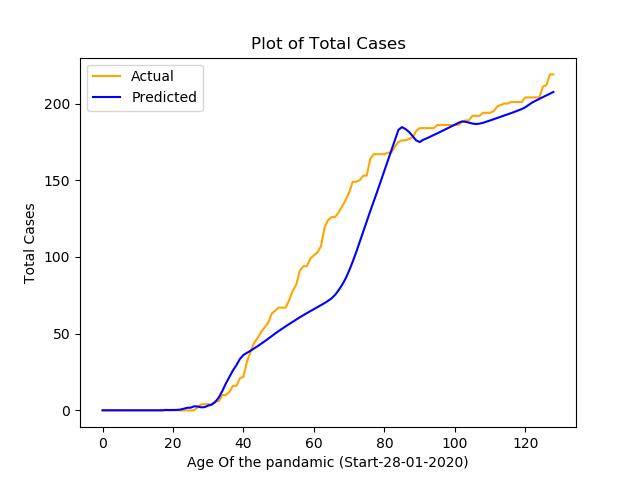 Plot of Total Cases
Actual
Predicted
200
150
100
50
0
Total Cases
0 20 40 60 80 100 120
Age Of the pandamic (Start-28-01-2020)